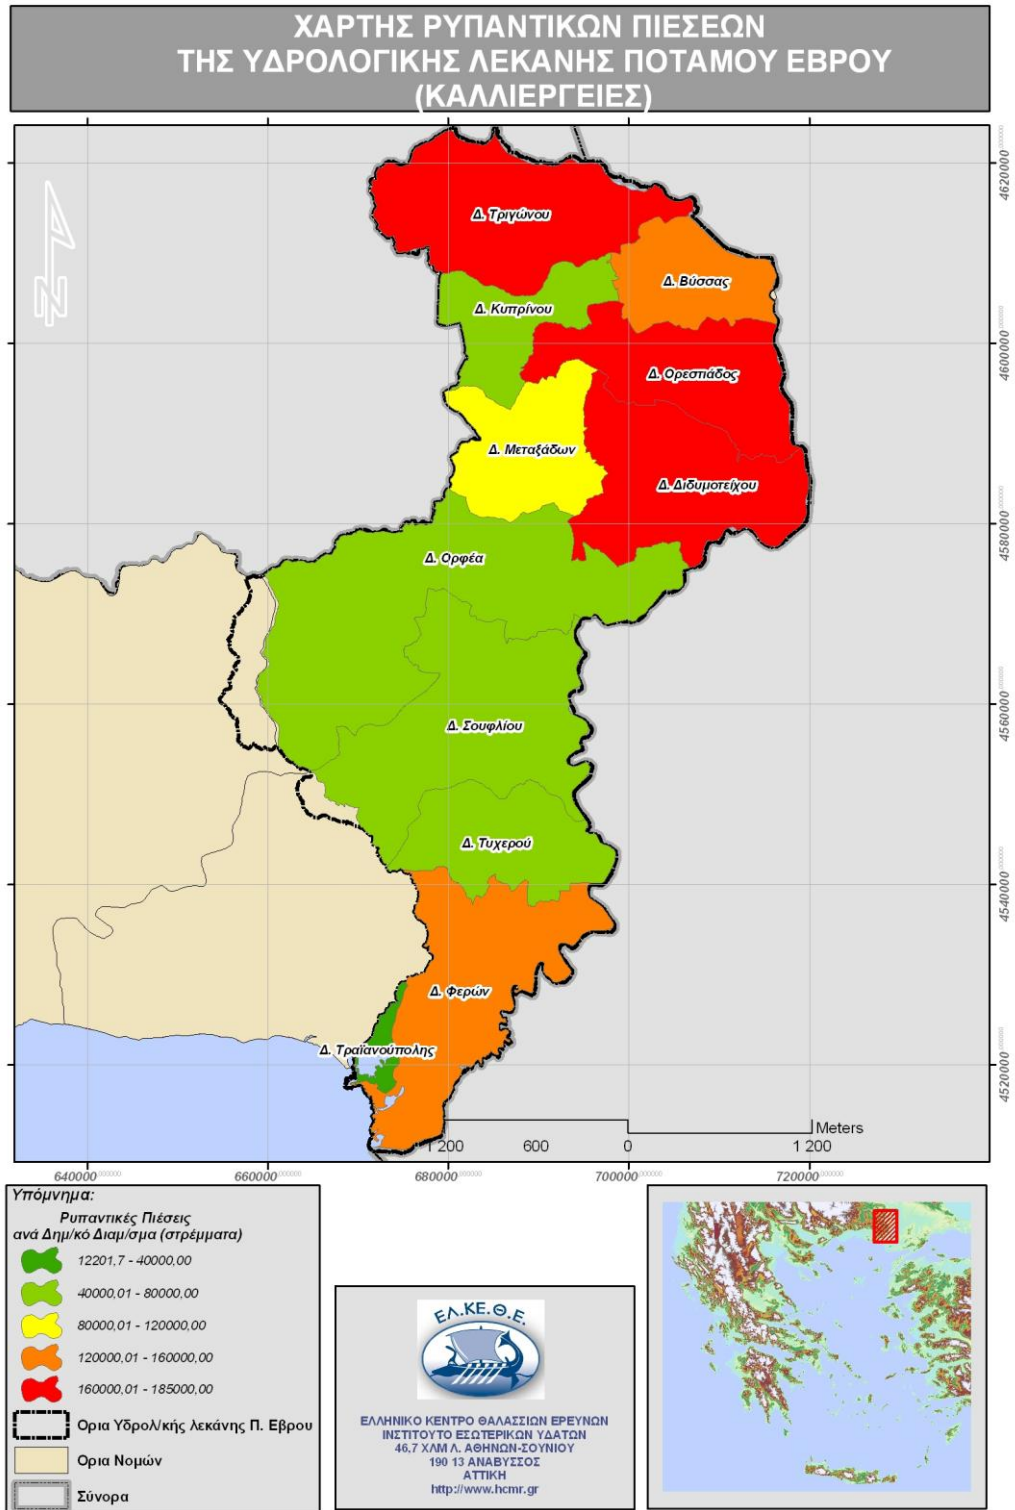 ΧΑΡΤΗΣ ΡΥΠΑΝΤΙΚΩΝ ΠΙΕΣΕΩΝ
ΤΗΣ ΥΔΡΟΛΟΓΙΚΗΣ ΛΕΚΑΝΗΣ ΠΟΤΑΜΟΥ ΕΒΡΟΥ
(ΚΑΛΛΙΕΡΓΕΙΕΣ)
4620000
Δ. Τριγώνου
Δ. Βύσσας
Δ. Κυπρίνου
4600000
Δ. Ορεστιάδος
Δ. Μεταξάδων
Δ. Διδυμοτείχου
4580000
Δ. Ορφέα
4560000
Δ. Σουφλίου
Δ. Τυχερού
4540000
Δ. Φερών
Δ. Τραϊανούπολης
4520000
1 200 600 0 1 200 Meters
640000 660000 680000 700000 720000
Υπόμνημα:
Ρυπαντικές Πιέσεις
ανά Δημ/κό Διαμ/σμα (στρέμματα)
12201,7 - 40000,00
40000,01 - 80000,00
80000,01 - 120000,00
120000,01 - 160000,00
160000,01 - 185000,00
Ορια Υδρολ/κής λεκάνης Π. Εβρου
Ορια Νομών
Σύνορα
ΕΛ.ΚΕ.Θ.Ε.
ΕΛΛΗΝΙΚΟ ΚΕΝΤΡΟ ΘΑΛΑΣΣΙΩΝ ΕΡΕΥΝΩΝ
ΙΝΣΤΙΤΟΥΤΟ ΕΣΩΤΕΡΙΚΩΝ ΥΔΑΤΩΝ
46,7 ΧΛΜ Λ. ΑΘΗΝΩΝ-ΣΟΥΝΙΟΥ
190 13 ΑΝΑΒΥΣΣΟΣ
ΑΤΤΙΚΗ
http://www.hcmr.gr